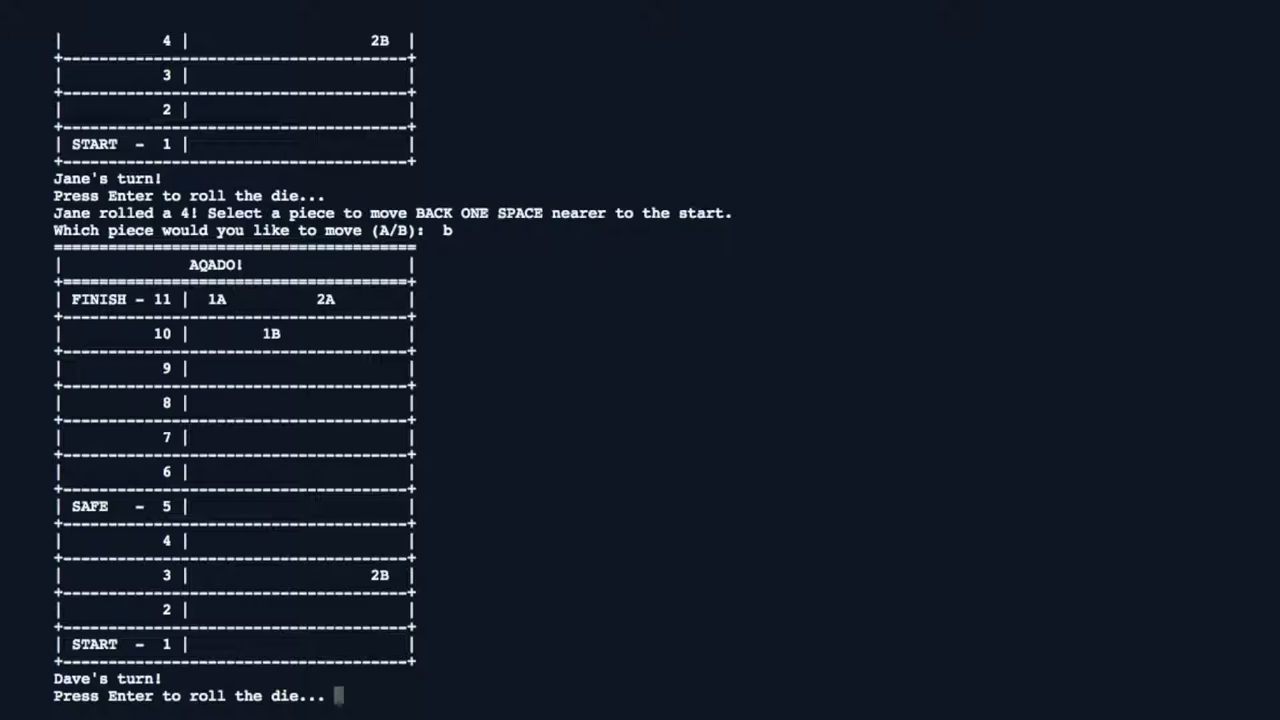 |           4 |                    2B  |
+--------------------------------------+
|           3 |                        |
+--------------------------------------+
|           2 |                        |
+--------------------------------------+
| START  -  1 |                        |
+--------------------------------------+
Jane's turn!
Press Enter to roll the die...
Jane rolled a 4! Select a piece to move BACK ONE SPACE nearer to the start.
Which piece would you like to move (A/B):  b
========================================
|              AQADO!                  |
+======================================+
| FINISH - 11 |  1A          2A        |
+--------------------------------------+
|          10 |        1B              |
+--------------------------------------+
|           9 |                        |
+--------------------------------------+
|           8 |                        |
+--------------------------------------+
|           7 |                        |
+--------------------------------------+
|           6 |                        |
+--------------------------------------+
| SAFE   -  5 |                        |
+--------------------------------------+
|           4 |                        |
+--------------------------------------+
|           3 |                    2B  |
+--------------------------------------+
|           2 |                        |
+--------------------------------------+
| START  -  1 |                        |
+--------------------------------------+
Dave's turn!
Press Enter to roll the die...